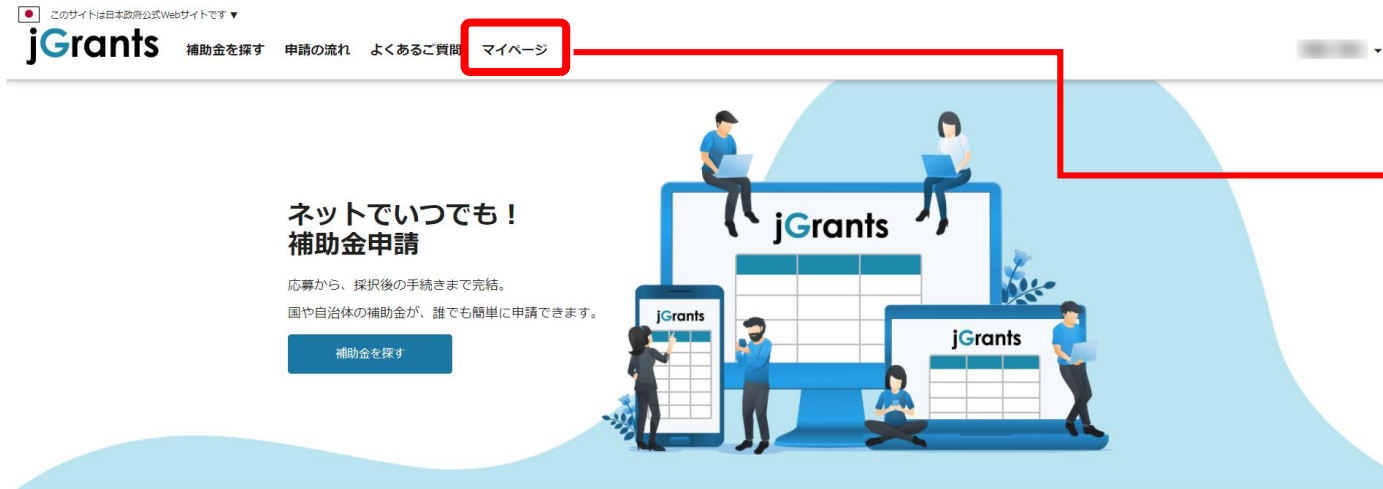 このサイトは日本政府公式Webサイトです ▼
jGrants 補助金を探す 申請の流れ よくあるご質問 マイページ
ネットでいつでも！
補助金申請
応募から、採択後の手続きまで完結。
国や自治体の補助金が、誰でも簡単に申請できます。
補助金を探す
jGrants
jGrants
jGrants